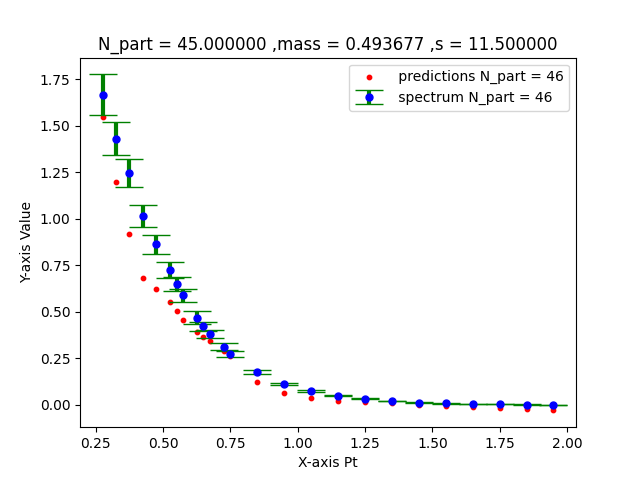 N_part = 45.000000 ,mass = 0.493677 ,s = 11.500000
predictions N_part = 46
spectrum N_part = 46
Y-axis Value
1.75
1.50
1.25
1.00
0.75
0.50
0.25
0.00
0.25 0.50 0.75 1.00 1.25 1.50 1.75 2.00
X-axis Pt